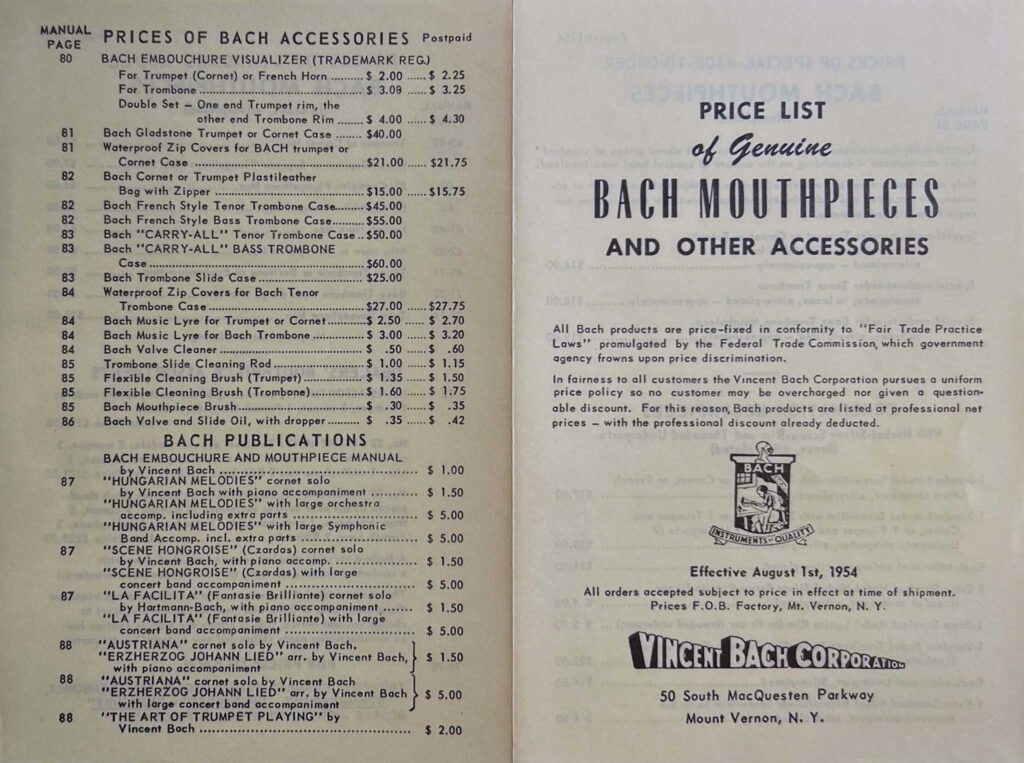 MANUAL PAGE PRICES OF BACH ACCESSORIES Postpaid
80 BACH EMBOUCHURE VISUALIZER (TRADEMARK REG.)
For Trumpet (Cornet) or French Horn .......... $ 2.00 ..... $ 2.25
For Trombone ................................ $ 3.00 ..... $ 3.25
Double Set – One end Trumpet rim, the
other end Trombone Rim ....... $ 4.00 ..... $ 4.30
81 Bach Gladstone Trumpet or Cornet Case ....... $40.00
81 Waterproof Zip Covers for BACH trumpet or
Cornet Case ................................ $21.00 ..... $21.75
82 Bach Cornet or Trumpet Plastileather
Bag with Zipper ............................ $15.00 ..... $15.75
82 Bach French Style Tenor Trombone Case........ $45.00
82 Bach French Style Bass Trombone Case........ $55.00
83 Bach "CARRY-ALL" Tenor Trombone Case .. $50.00
83 Bach "CARRY-ALL" BASS TROMBONE
Case........................................ $60.00
83 Bach Trombone Slide Case .................... $25.00
84 Waterproof Zip Covers for Bach Tenor
Trombone Case............................... $27.00 ..... $27.75
84 Bach Music Lyre for Trumpet or Cornet........... $ 2.50 ..... $ 2.70
84 Bach Music Lyre for Bach Trombone ............ $ 3.00 ..... $ 3.20
84 Bach Valve Cleaner .......................... $ .50 ..... $ .60
85 Trombone Slide Cleaning Rod ................. $ 1.00 ..... $ 1.15
85 Flexible Cleaning Brush (Trumpet)............... $ 1.35 ..... $ 1.50
85 Flexible Cleaning Brush (Trombone)............. $ 1.60 ..... $ 1.75
85 Bach Mouthpiece Brush....................... $ .30 ..... $ .35
86 Bach Valve and Slide Oil, with dropper ........ $ .35 ..... $ .42
BACH PUBLICATIONS
BACH EMBOUCHURE AND MOUTHPIECE MANUAL
by Vincent Bach ............................. $ 1.00
87 "HUNGARIAN MELODIES" cornet solo
by Vincent Bach with piano accompaniment ........... $ 1.50
"HUNGARIAN MELODIES" with large orchestra
accomp. including extra parts ..................... $ 5.00
"HUNGARIAN MELODIES" with large Symphonic
Band Accomp. incl. extra parts .................... $ 5.00
87 "SCENE HONGROISE" (Czardas) cornet solo
by Vincent Bach, with piano accomp. ............... $ 1.50
"SCENE HONGROISE" (Czardas) with large
concert band accompaniment ....................... $ 5.00
87 "LA FACILITA" (Fantasie Brilliante) cornet solo
by Hartmann-Bach, with piano accompaniment ....... $ 1.50
"LA FACILITA" (Fantasie Brilliante) with large
concert band accompaniment ....................... $ 5.00
88 "AUSTRIANA" cornet solo by Vincent Bach.
"ERZHERZOG JOHANN LIED" arr. by Vincent Bach, $ 1.50
with piano accompaniment
88 "AUSTRIANA" cornet solo by Vincent Bach
"ERZHERZOG JOHANN LIED" arr. by Vincent Bach $ 5.00
with large concert band accompaniment
88 "THE ART OF TRUMPET PLAYING" by
Vincent Bach .................................... $ 2.00
PRICE LIST
of Genuine
BACH MOUTHPIECES
AND OTHER ACCESSORIES
All Bach products are price-fixed in conformity to "Fair Trade Practice
Laws" promulgated by the Federal Trade Commission, which government
agency frowns upon price discrimination.
In fairness to all customers the Vincent Bach Corporation pursues a uniform
price policy so no customer may be overcharged nor given a question-
able discount. For this reason, Bach products are listed at professional net
prices – with the professional discount already deducted.
BACH
INSTRUMENTS-QUALITY
Effective August 1st, 1954
All orders accepted subject to price in effect at time of shipment.
Prices F.O.B. Factory, Mt. Vernon, N. Y.
VINCENT BACH CORPORATION
50 South MacQuesten Parkway
Mount Vernon, N. Y.